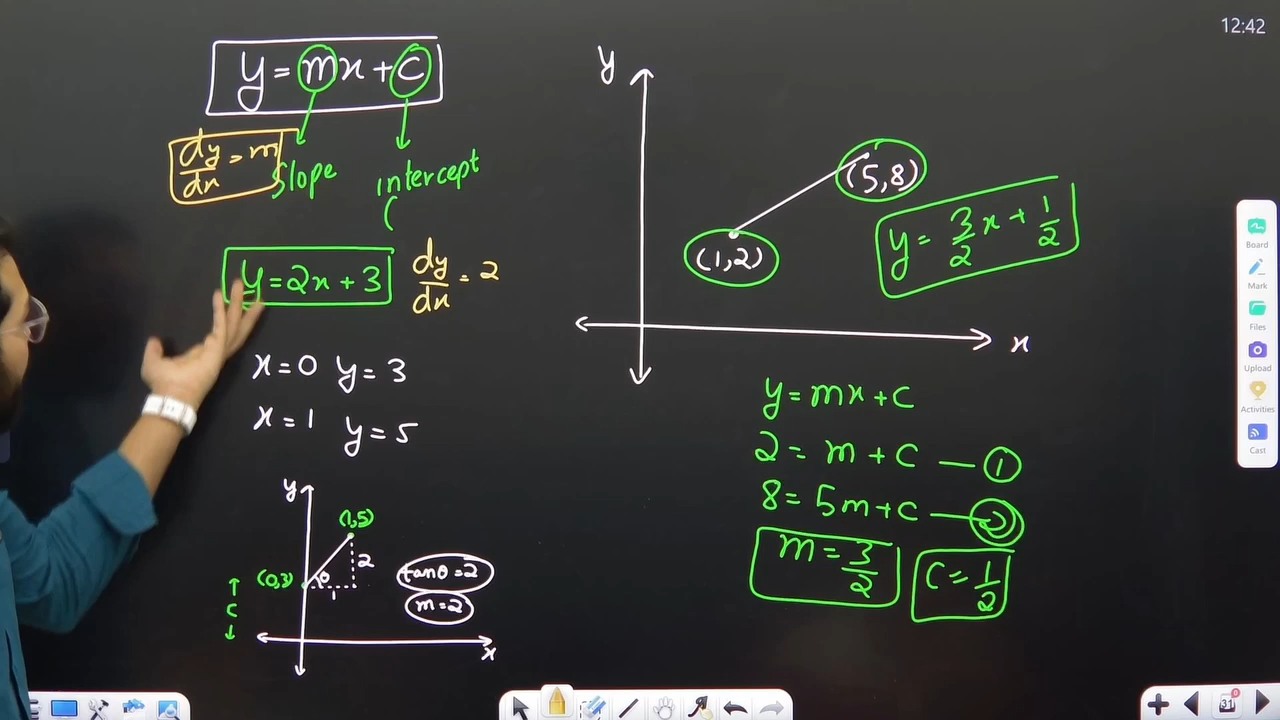 12:42
y = mx + c
dy/dx = m
Slope
intercept
(
y = 2x + 3
dy/dx = 2
x = 0 y = 3
x = 1 y = 5
y
(1,5)
(0,3)
θ
2
1
c
x
tanθ = 2
m = 2
y
(5,8)
(1,2)
x
y = 3/2 x + 1/2
y = mx + c
2 = m + c — ①
8 = 5m + c — ②
m = 3/2
c = 1/2
Board
Mark
Files
Upload
Activities
Cast
31